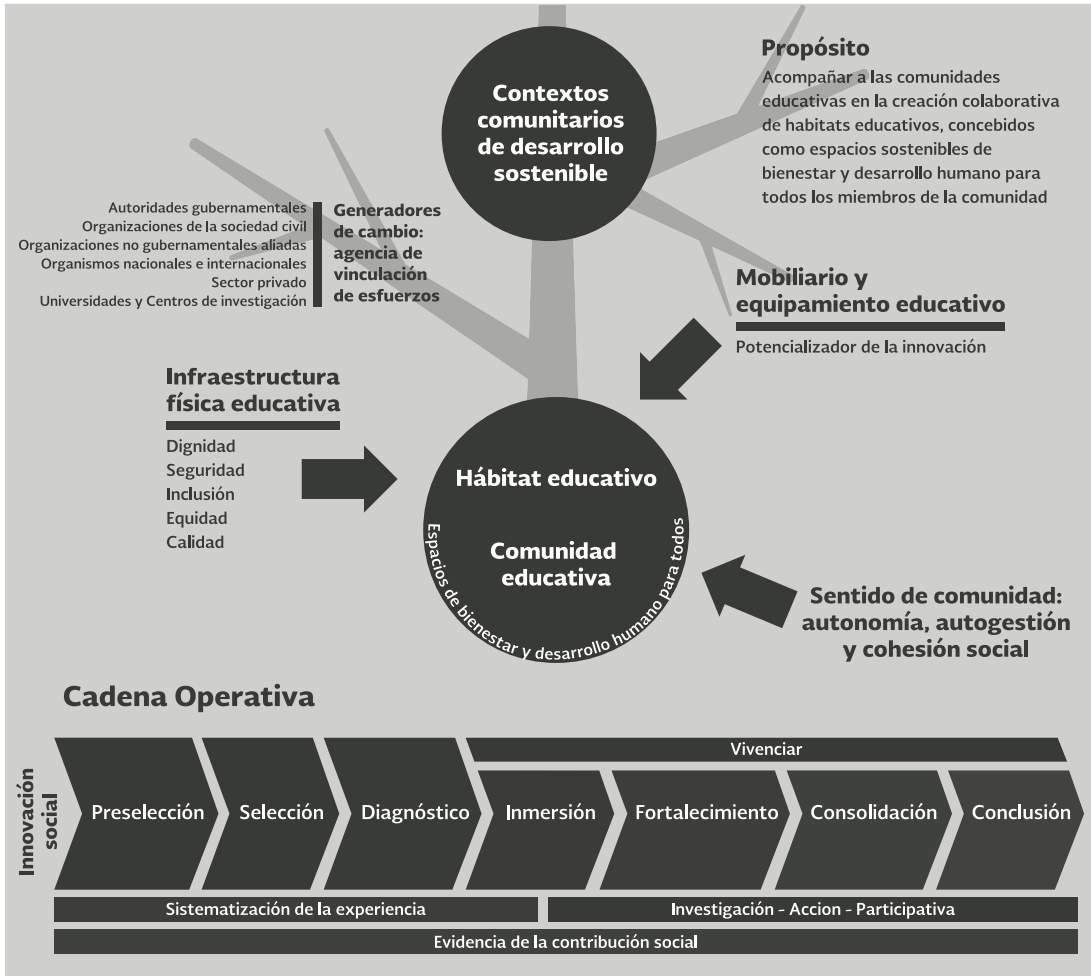 Contextos
comunitarios
de desarrollo
sostenible
Propósito
Acompañar a las comunidades
educativas en la creación colaborativa
de habitats educativos, concebidos
como espacios sostenibles de
bienestar y desarrollo humano para
todos los miembros de la comunidad
Autoridades gubernamentales
Organizaciones de la sociedad civil
Organizaciones no gubernamentales aliadas
Organismos nacionales e internacionales
Sector privado
Universidades y Centros de investigación
Generadores
de cambio:
agencia de
vinculación
de esfuerzos
Mobiliario y
equipamiento educativo
Potencializador de la innovación
Infraestructura
física educativa
Dignidad
Seguridad
Inclusión
Equidad
Calidad
Hábitat educativo
Comunidad
educativa
Espacios de bienestar y desarrollo humano para todos
Sentido de comunidad:
autonomía, autogestión
y cohesión social
Cadena Operativa
Innovación
social
Vivenciar
Preselección
Selección
Diagnóstico
Inmersión
Fortalecimiento
Consolidación
Conclusión
Sistematización de la experiencia
Investigación - Accion - Participativa
Evidencia de la contribución social